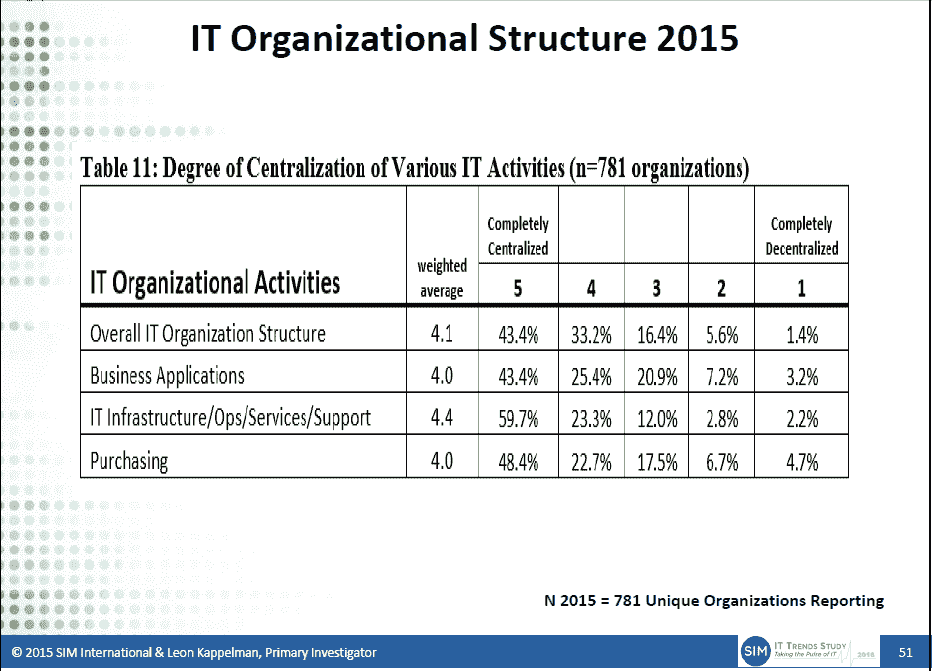 IT Organizational Structure 2015
Table 11: Degree of Centralization of Various IT Activities (n=781 organizations)
IT Organizational Activities weighted average Completely Centralized 5 4 3 2 Completely Decentralized 1
Overall IT Organization Structure 4.1 43.4% 33.2% 16.4% 5.6% 1.4%
Business Applications 4.0 43.4% 25.4% 20.9% 7.2% 3.2%
IT Infrastructure/Ops/Services/Support 4.4 59.7% 23.3% 12.0% 2.8% 2.2%
Purchasing 4.0 48.4% 22.7% 17.5% 6.7% 4.7%
N 2015 = 781 Unique Organizations Reporting
© 2015 SIM International & Leon Kappelman, Primary Investigator
SIM IT TRENDS STUDY
Taking the Pulse of IT
51